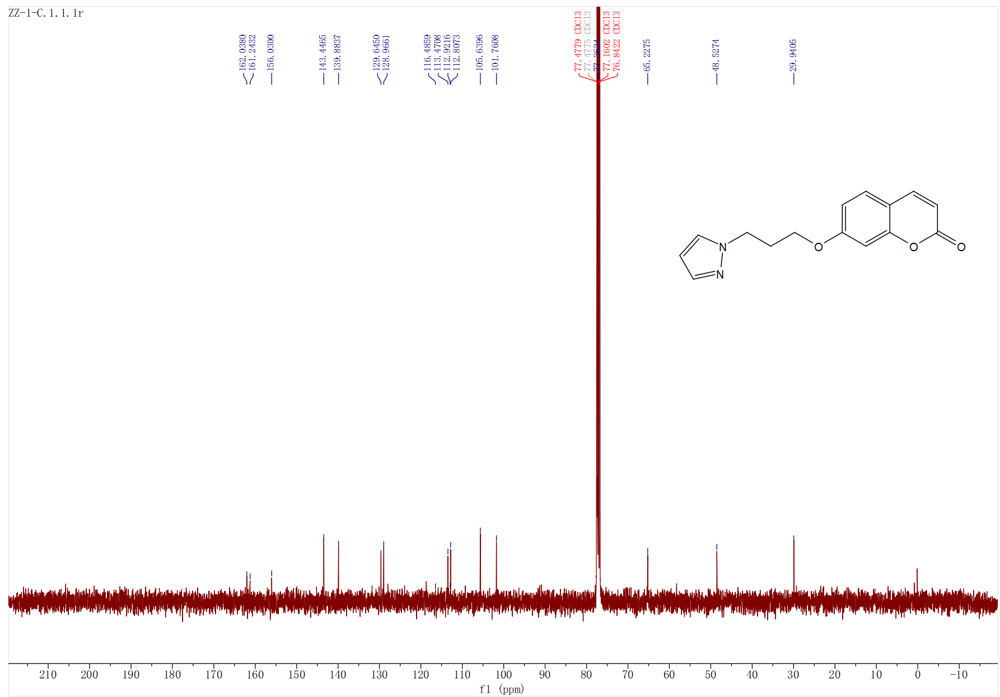 ZZ-1-C.1.1.1r
162.0380
161.2432
156.0300
143.4465
139.8837
129.6450
128.9661
116.4859
113.4708
112.9216
112.8073
105.6396
101.7608
77.4779 CDCl3
77.4775 CDCl3
77.1602 CDCl3
76.8422 CDCl3
65.2275
48.5274
29.9405
N
N
O
O
O
210 200 190 180 170 160 150 140 130 120 110 100 90 80 70 60 50 40 30 20 10 0 -10
f1 (ppm)